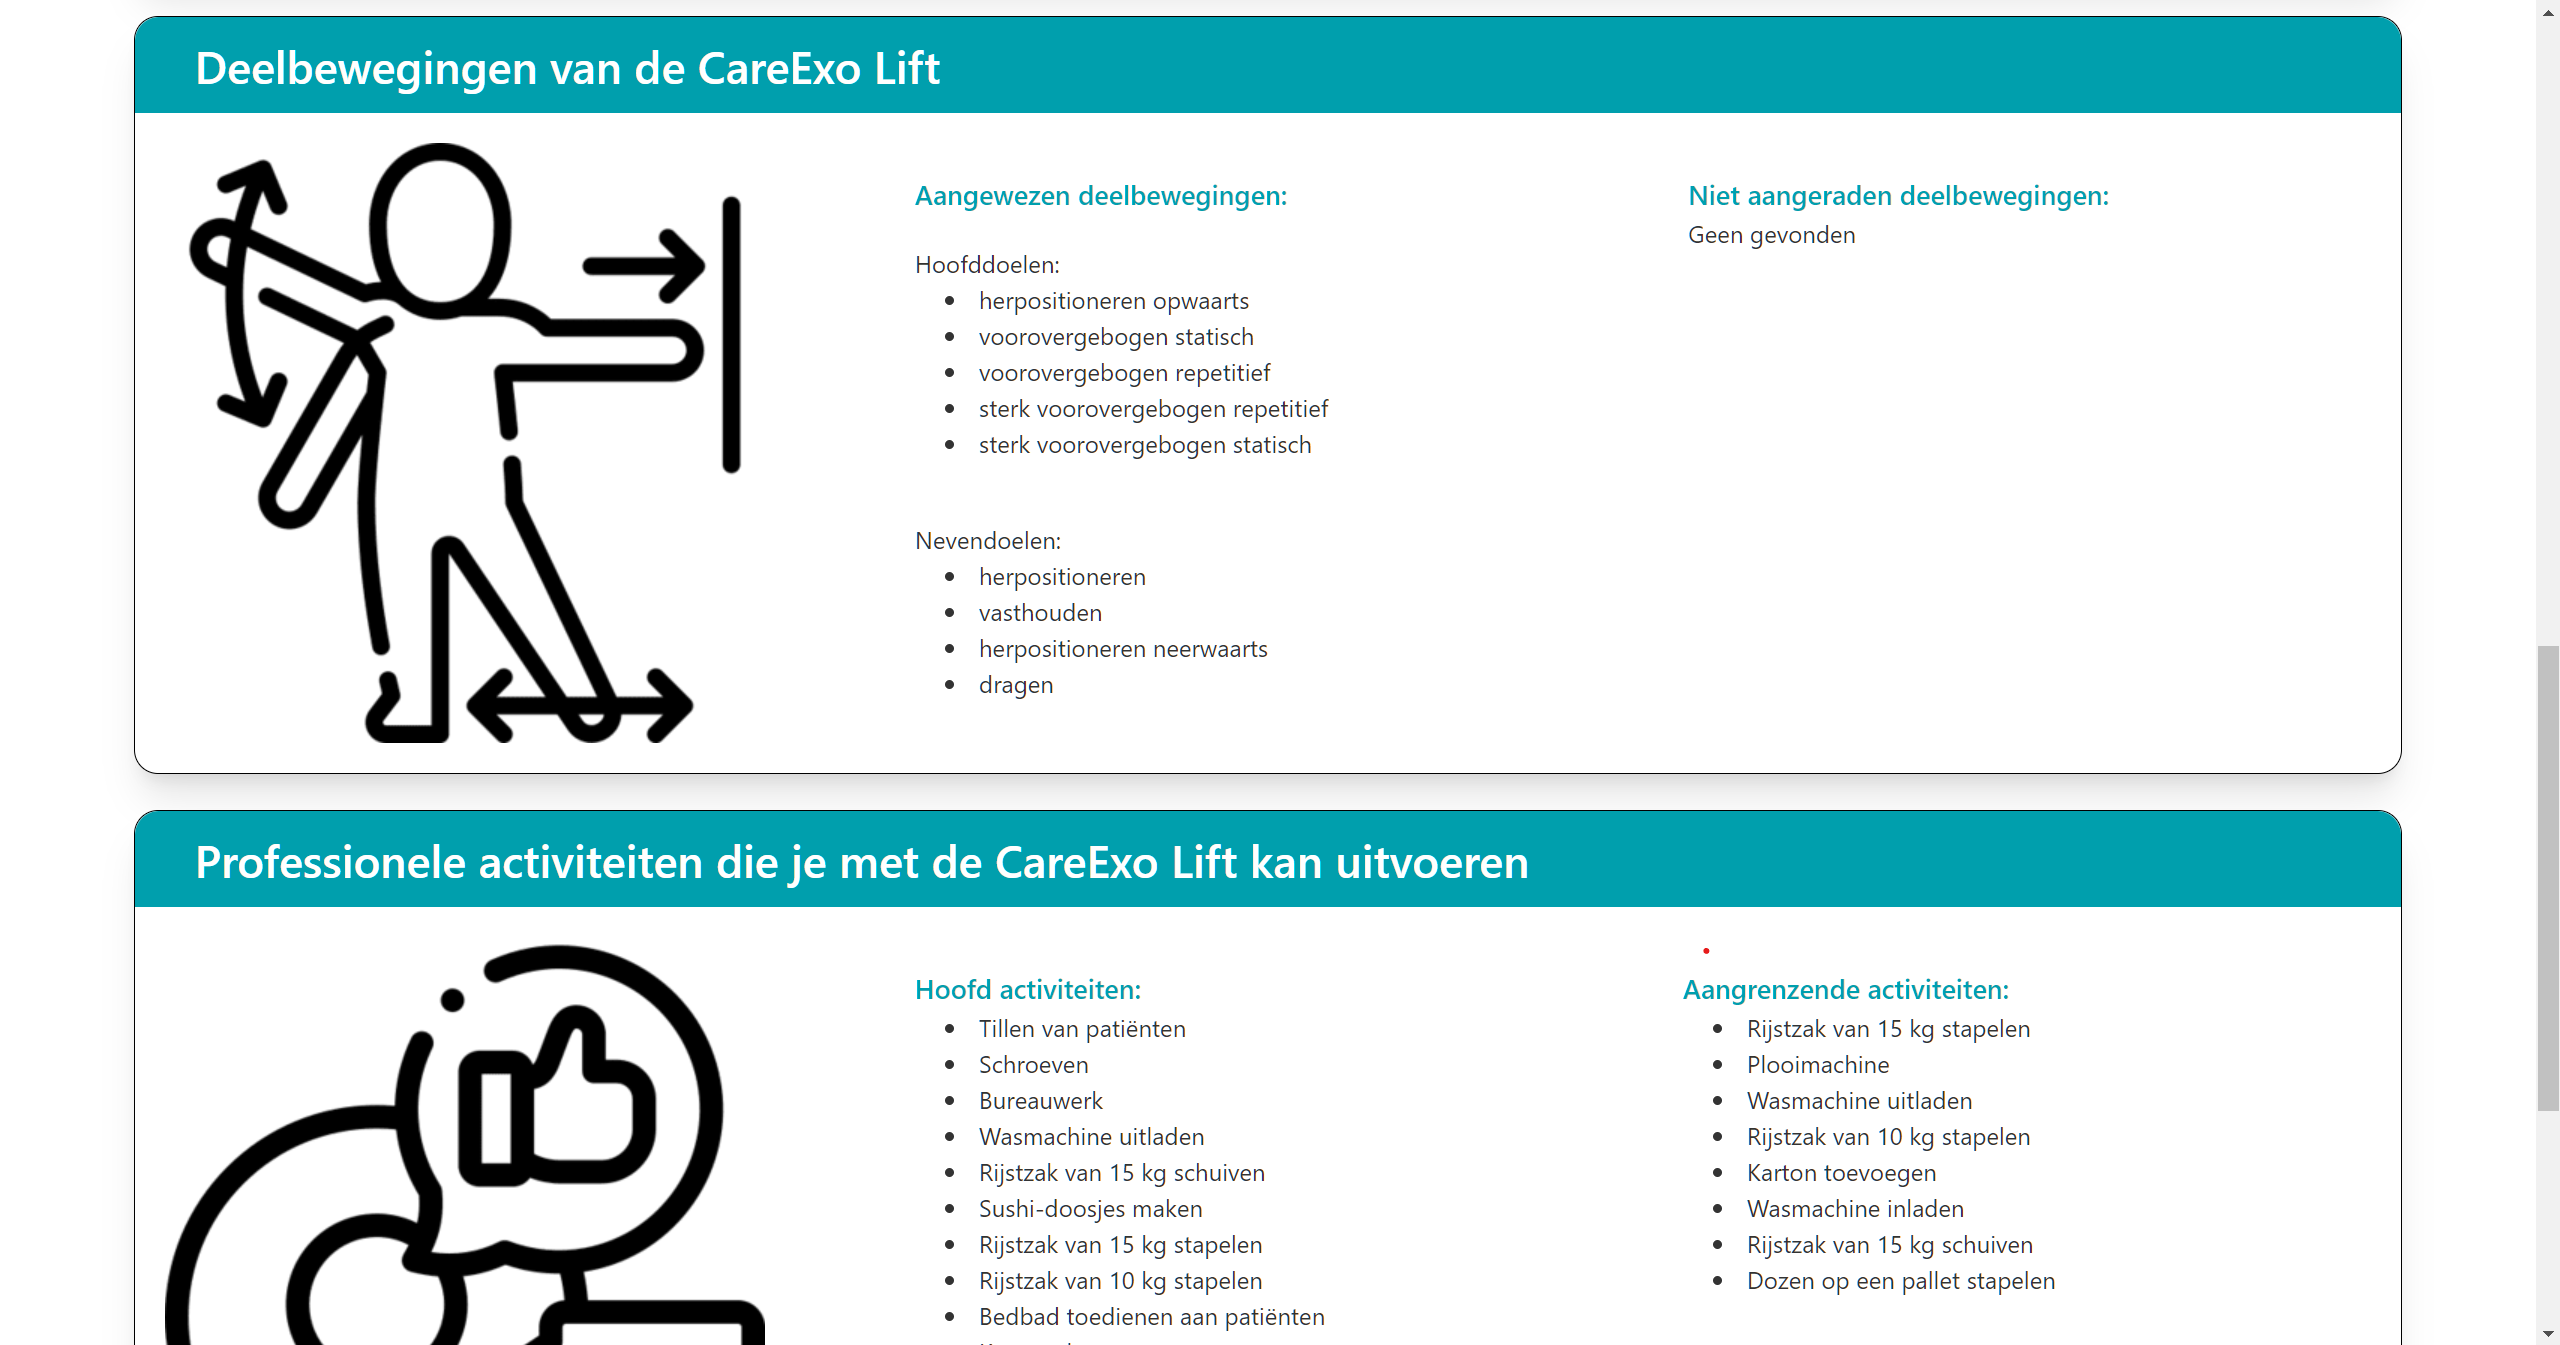 Deelbewegingen van de CareExo Lift
Aangewezen deelbewegingen:
Hoofddoelen:
herpositioneren opwaarts
voorovergebogen statisch
voorovergebogen repetitief
sterk voorovergebogen repetitief
sterk voorovergebogen statisch
Nevendoelen:
herpositioneren
vasthouden
herpositioneren neerwaarts
dragen
Niet aangeraden deelbewegingen:
Geen gevonden
Professionele activiteiten die je met de CareExo Lift kan uitvoeren
Hoofd activiteiten:
Tillen van patiënten
Schroeven
Bureauwerk
Wasmachine uitladen
Rijstzak van 15 kg schuiven
Sushi-doosjes maken
Rijstzak van 15 kg stapelen
Rijstzak van 10 kg stapelen
Bedbad toedienen aan patiënten
Aangrenzende activiteiten:
Rijstzak van 15 kg stapelen
Plooimachine
Wasmachine uitladen
Rijstzak van 10 kg stapelen
Karton toevoegen
Wasmachine inladen
Rijstzak van 15 kg schuiven
Dozen op een pallet stapelen